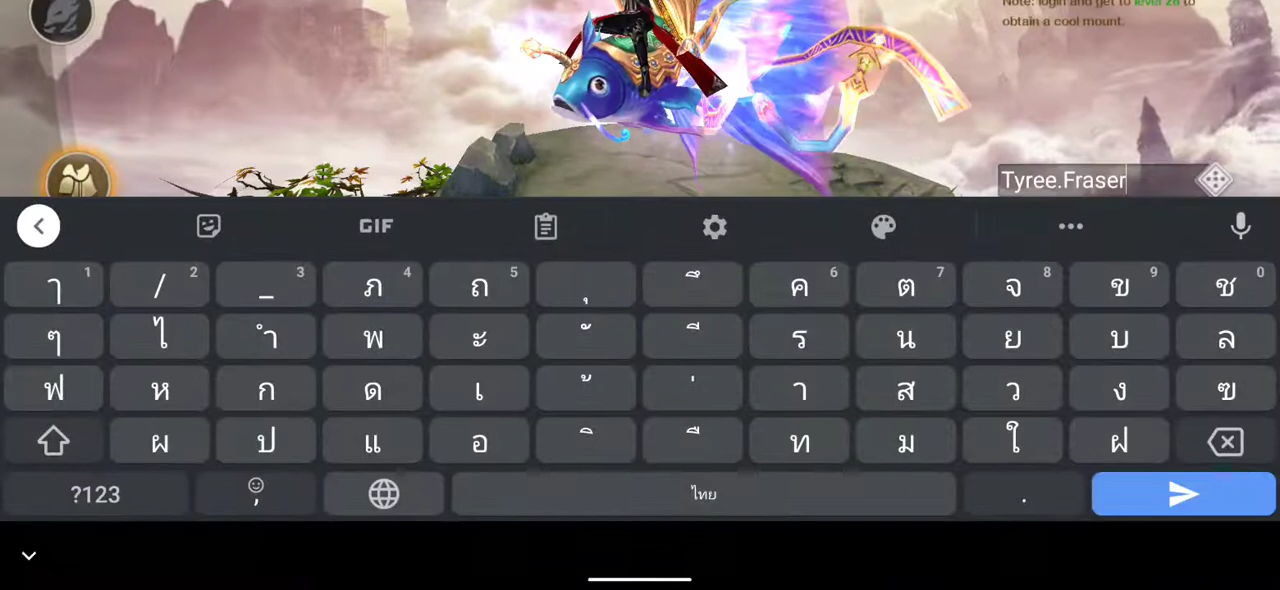 Note: login and get to level 28 to
obtain a cool mount.
Tyree.Fraser
GIF
ๅ 1 / 2 _ 3 ภ 4 ถ 5 ุ ึ ค 6 ต 7 จ 8 ข 9 ช 0
ๆ ไ ำ พ ะ ั ี ร น ย บ ล
ฟ ห ก ด เ ้ ่ า ส ว ง ฃ
ผ ป แ อ ิ ื ท ม ใ ฝ
?123 , ไทย .